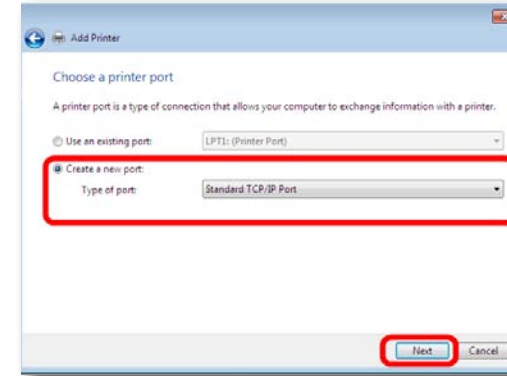 Add Printer
Choose a printer port
A printer port is a type of connection that allows your computer to exchange information with a printer.
Use an existing port: LPT1: (Printer Port)
Create a new port:
Type of port: Standard TCP/IP Port
Next Cancel